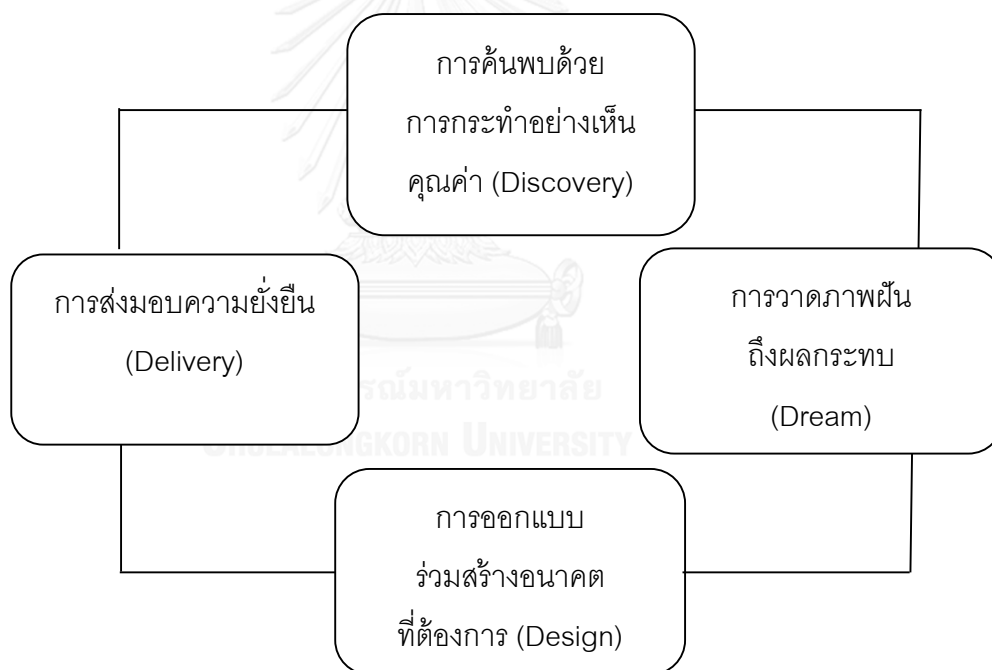 การค้นพบด้วย
การกระทำอย่างเห็น
คุณค่า (Discovery)
การส่งมอบความยั่งยืน
(Delivery)
การวาดภาพฝัน
ถึงผลกระทบ
(Dream)
การออกแบบ
ร่วมสร้างอนาคต
ที่ต้องการ (Design)
UNIVERSITY